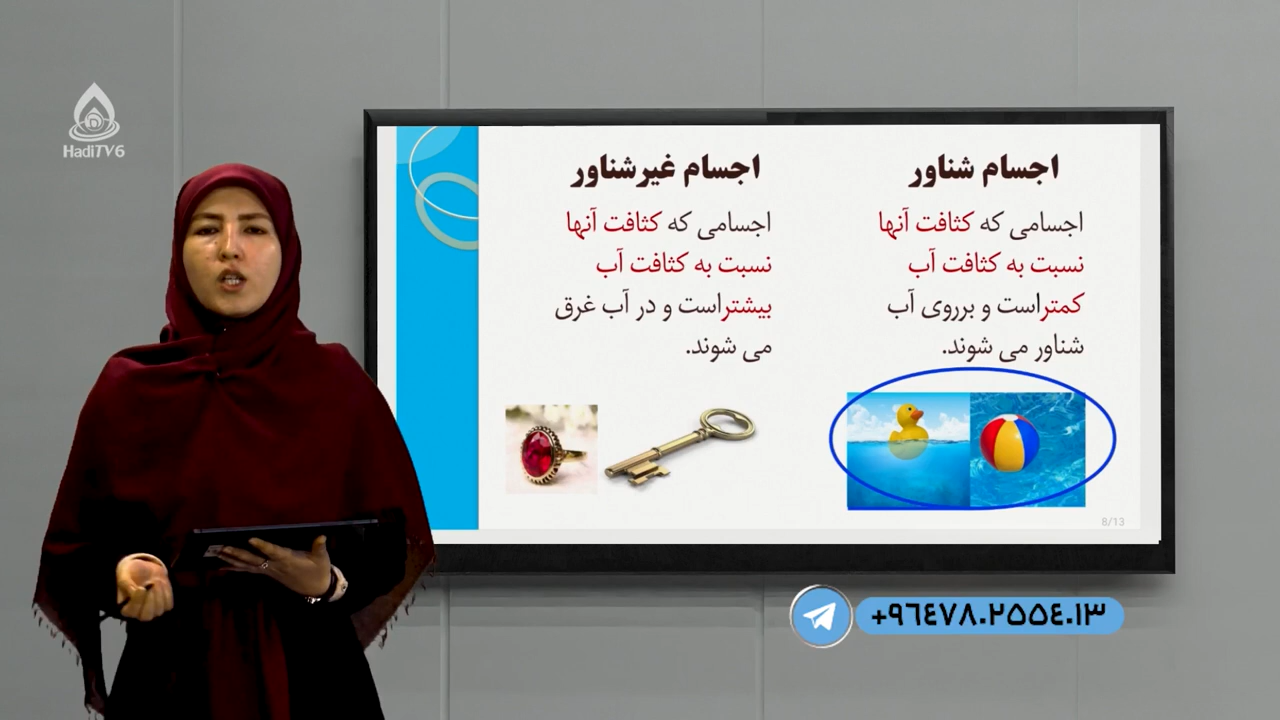 HadiTV6
اجسام شناور
اجسامی که کثافت آنها
نسبت به کثافت آب
کمتراست و برروی آب
شناور می شوند.
اجسام غیرشناور
اجسامی که کثافت آنها
نسبت به کثافت آب
بیشتراست و در آب غرق
می شوند.
8/13
+٩٦٤٧٨٠٢٥٥٤٠١٣